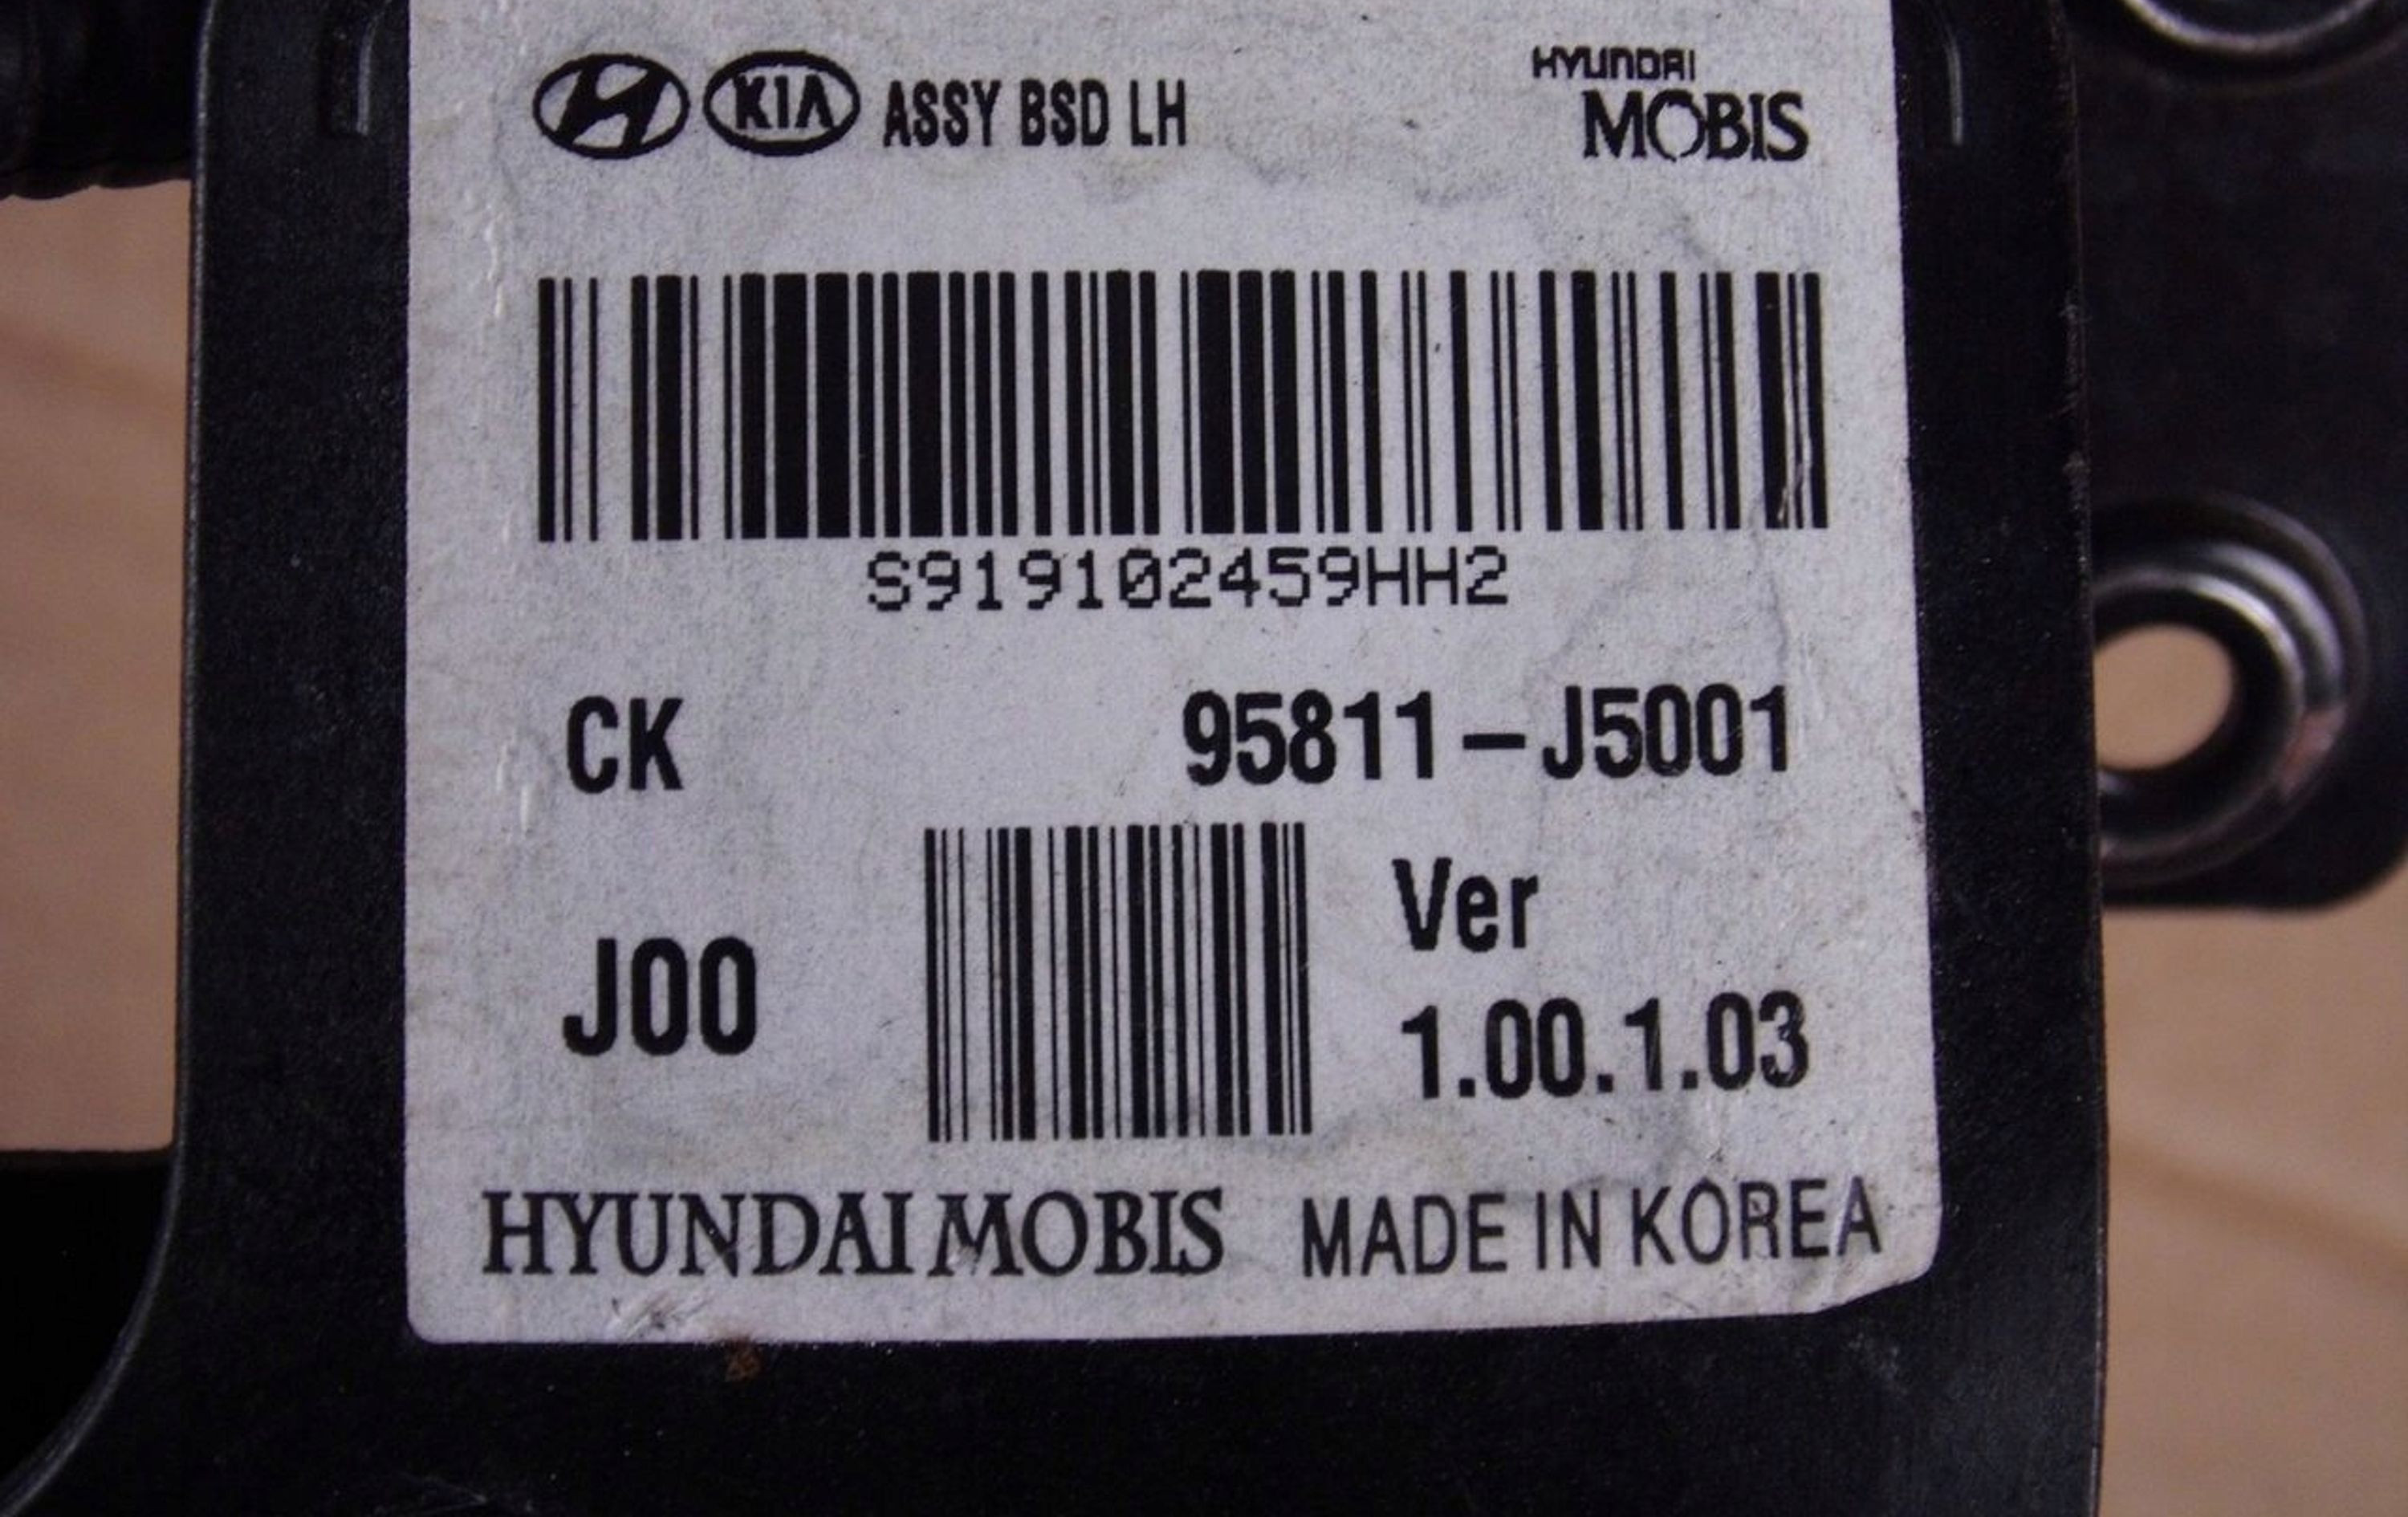 KIA ASSY BSD LH
HYUNDAI
MOBIS
S919102459HH2
CK 95811-J5001
J00
Ver
1.00.1.03
HYUNDAI MOBIS MADE IN KOREA